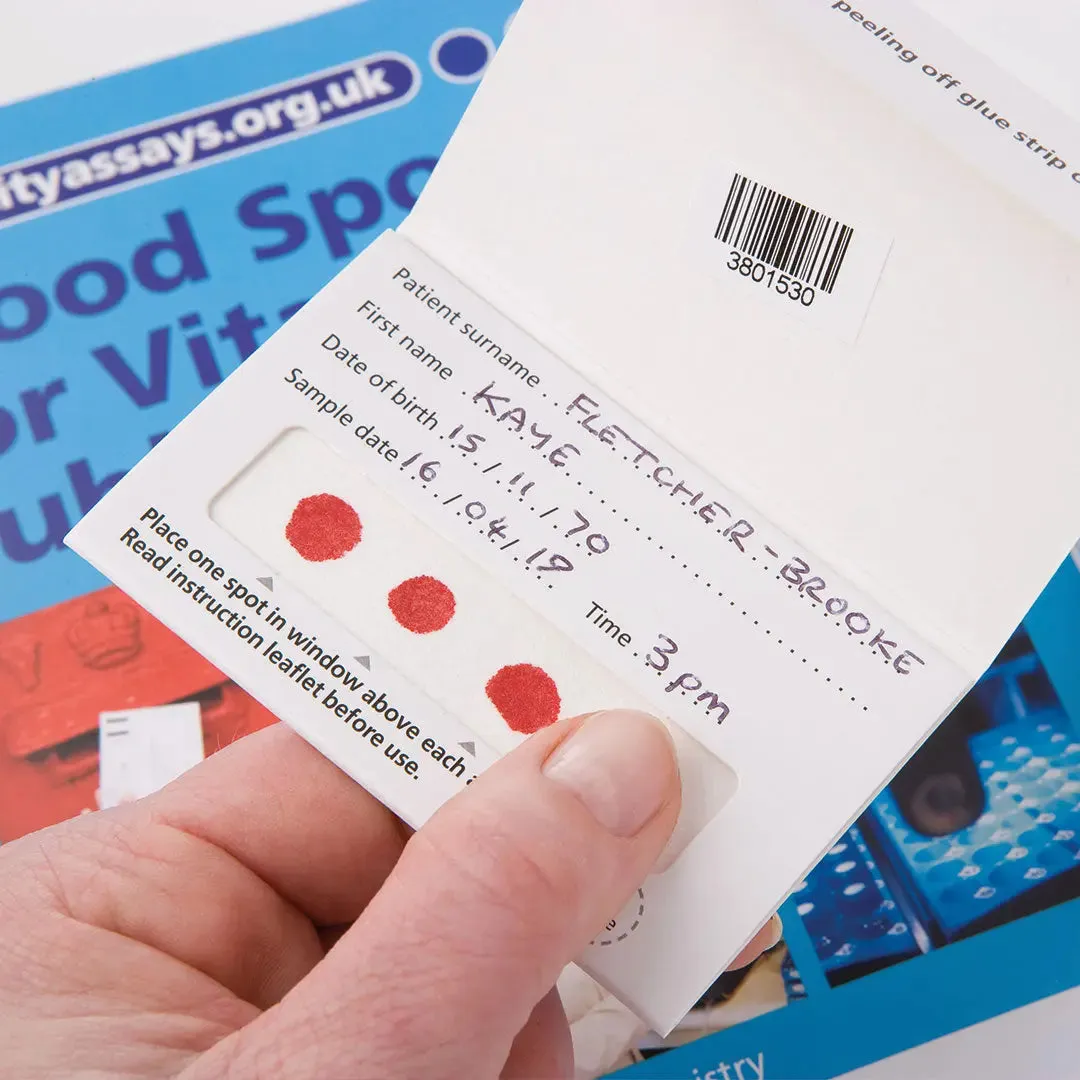 ityassays.org.uk
ood Spo
or Vita
ub
peeling off glue strip
3801530
Patient surname FLETCHER-BROOKE
First name KAYE
Date of birth 15/11/70
Sample date 16/04/19
Time 3pm
Place one spot in window above each
Read instruction leaflet before use.
istry